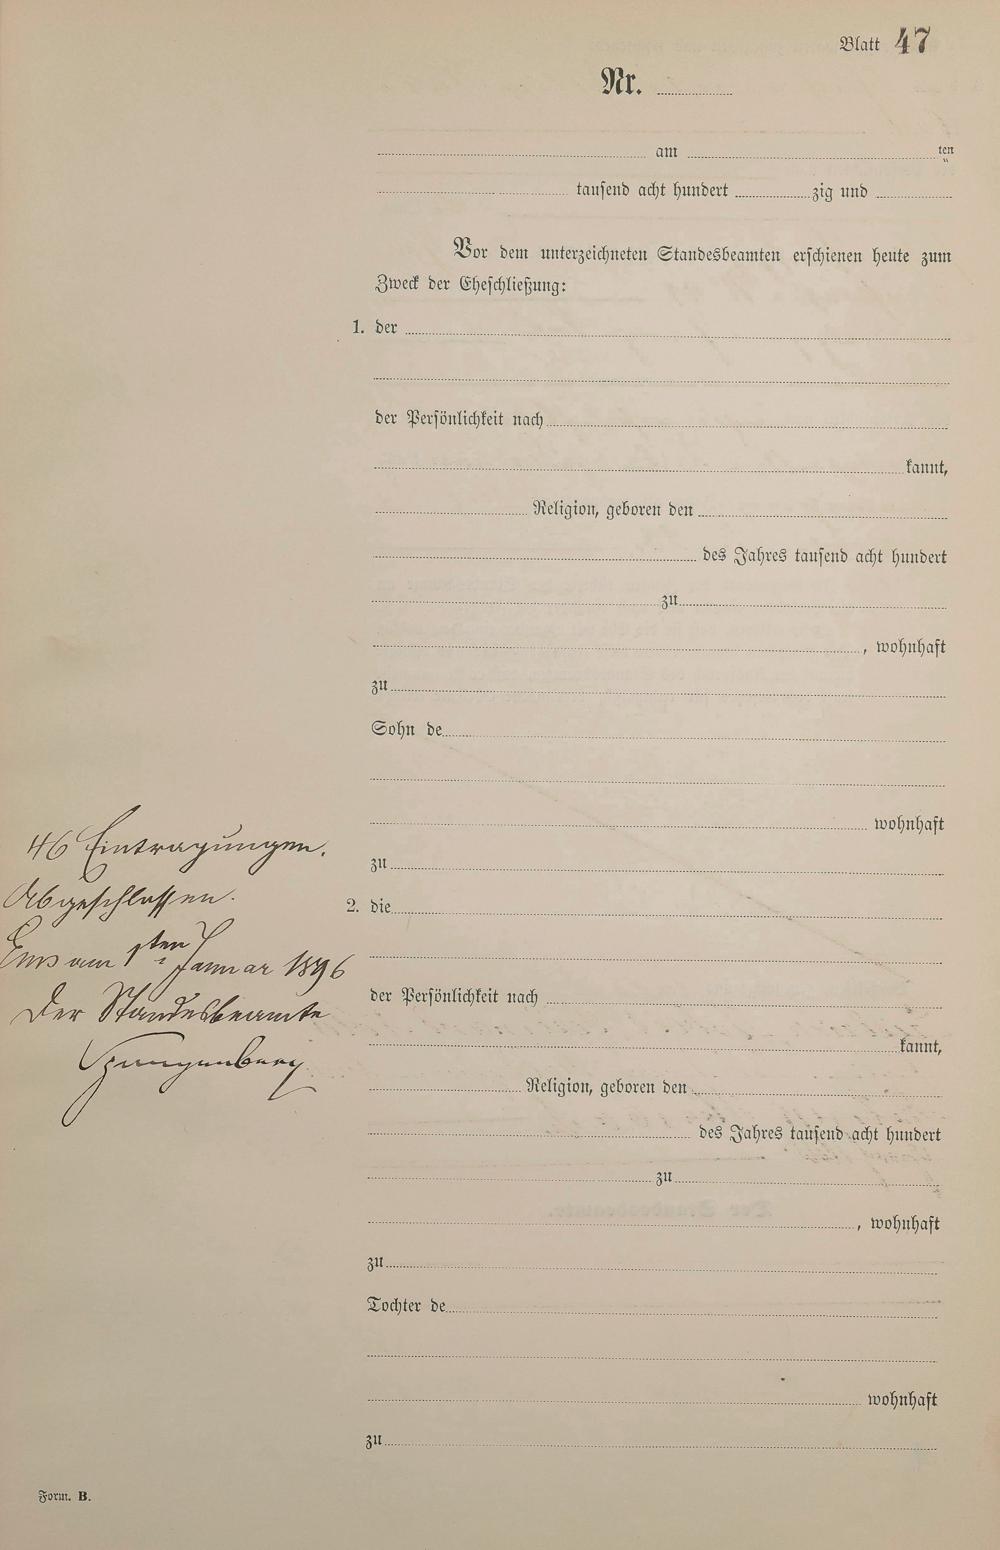 Blatt 47
Nr.
am ten
tausend acht hundert zig und
Vor dem unterzeichneten Standesbeamten erschienen heute zum
Zweck der Eheschließung:
1. der
der Persönlichkeit nach
kannt,
Religion, geboren den
des Jahres tausend acht hundert
zu
, wohnhaft
zu
Sohn de
wohnhaft
zu
46 Eintragungen.
Abgeschlossen.
Ems am 1sten Januar 1896
Der Standesbeamte
Spangenberg
2. die
der Persönlichkeit nach
kannt,
Religion, geboren den
des Jahres tausend acht hundert
zu
, wohnhaft
zu
Tochter de
wohnhaft
zu
Form. B.